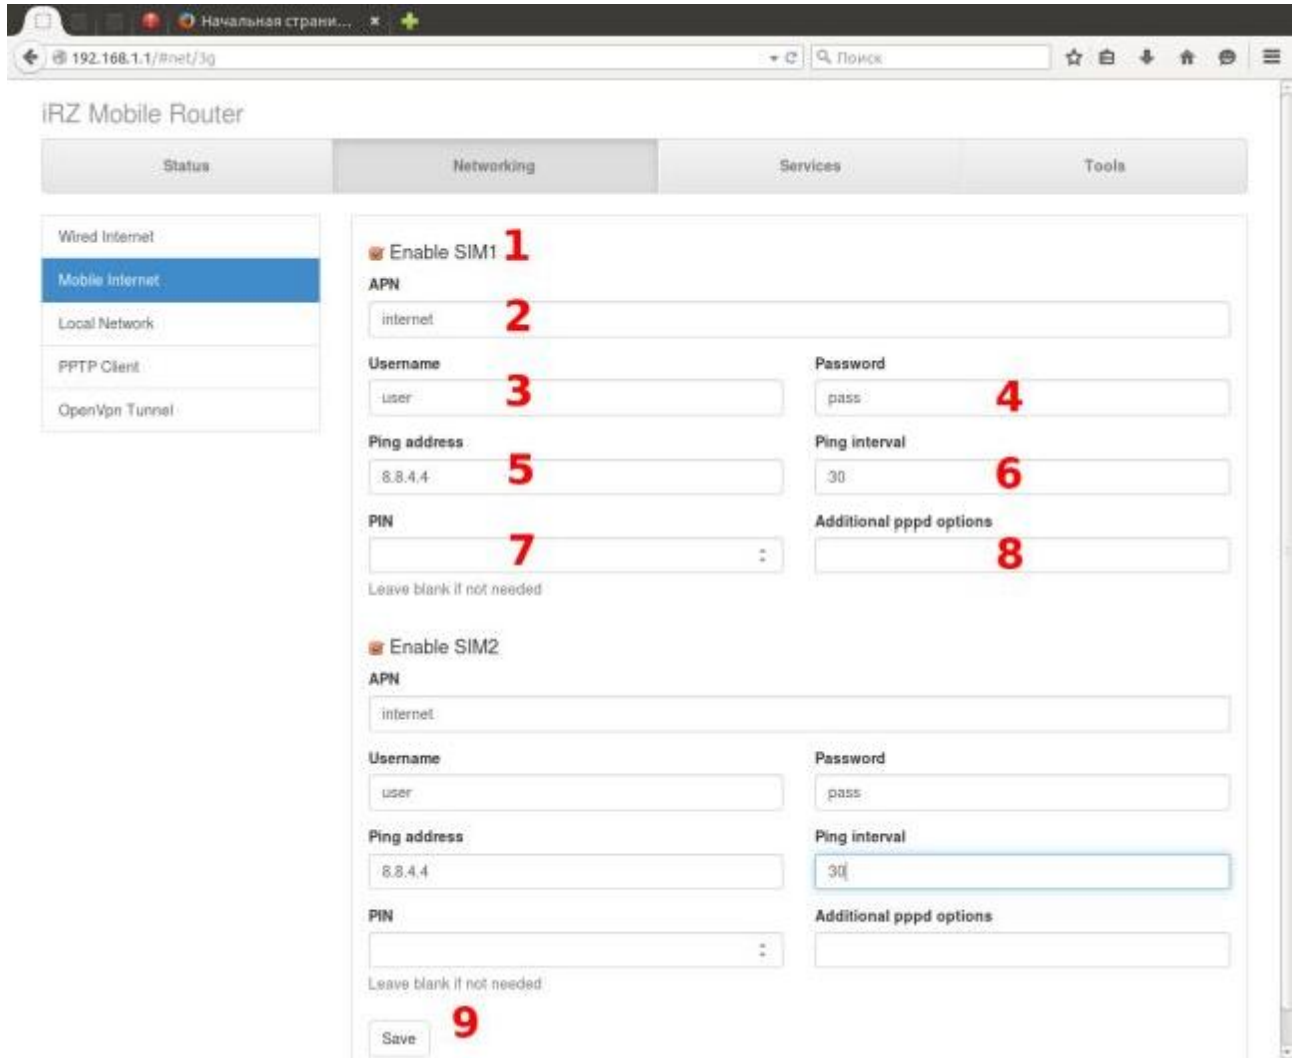 Начальная страни...
192.168.1.1/#net/3g
Поиск
iRZ Mobile Router
Status Networking Services Tools
Wired Internet
Mobile Internet
Local Network
PPTP Client
OpenVpn Tunnel
Enable SIM1 1
APN
internet 2
Username Password
user 3 pass 4
Ping address Ping interval
8.8.4.4 5 30 6
PIN Additional pppd options
7 8
Leave blank if not needed
Enable SIM2
APN
internet
Username Password
user pass
Ping address Ping interval
8.8.4.4 30
PIN Additional pppd options
Leave blank if not needed
Save 9